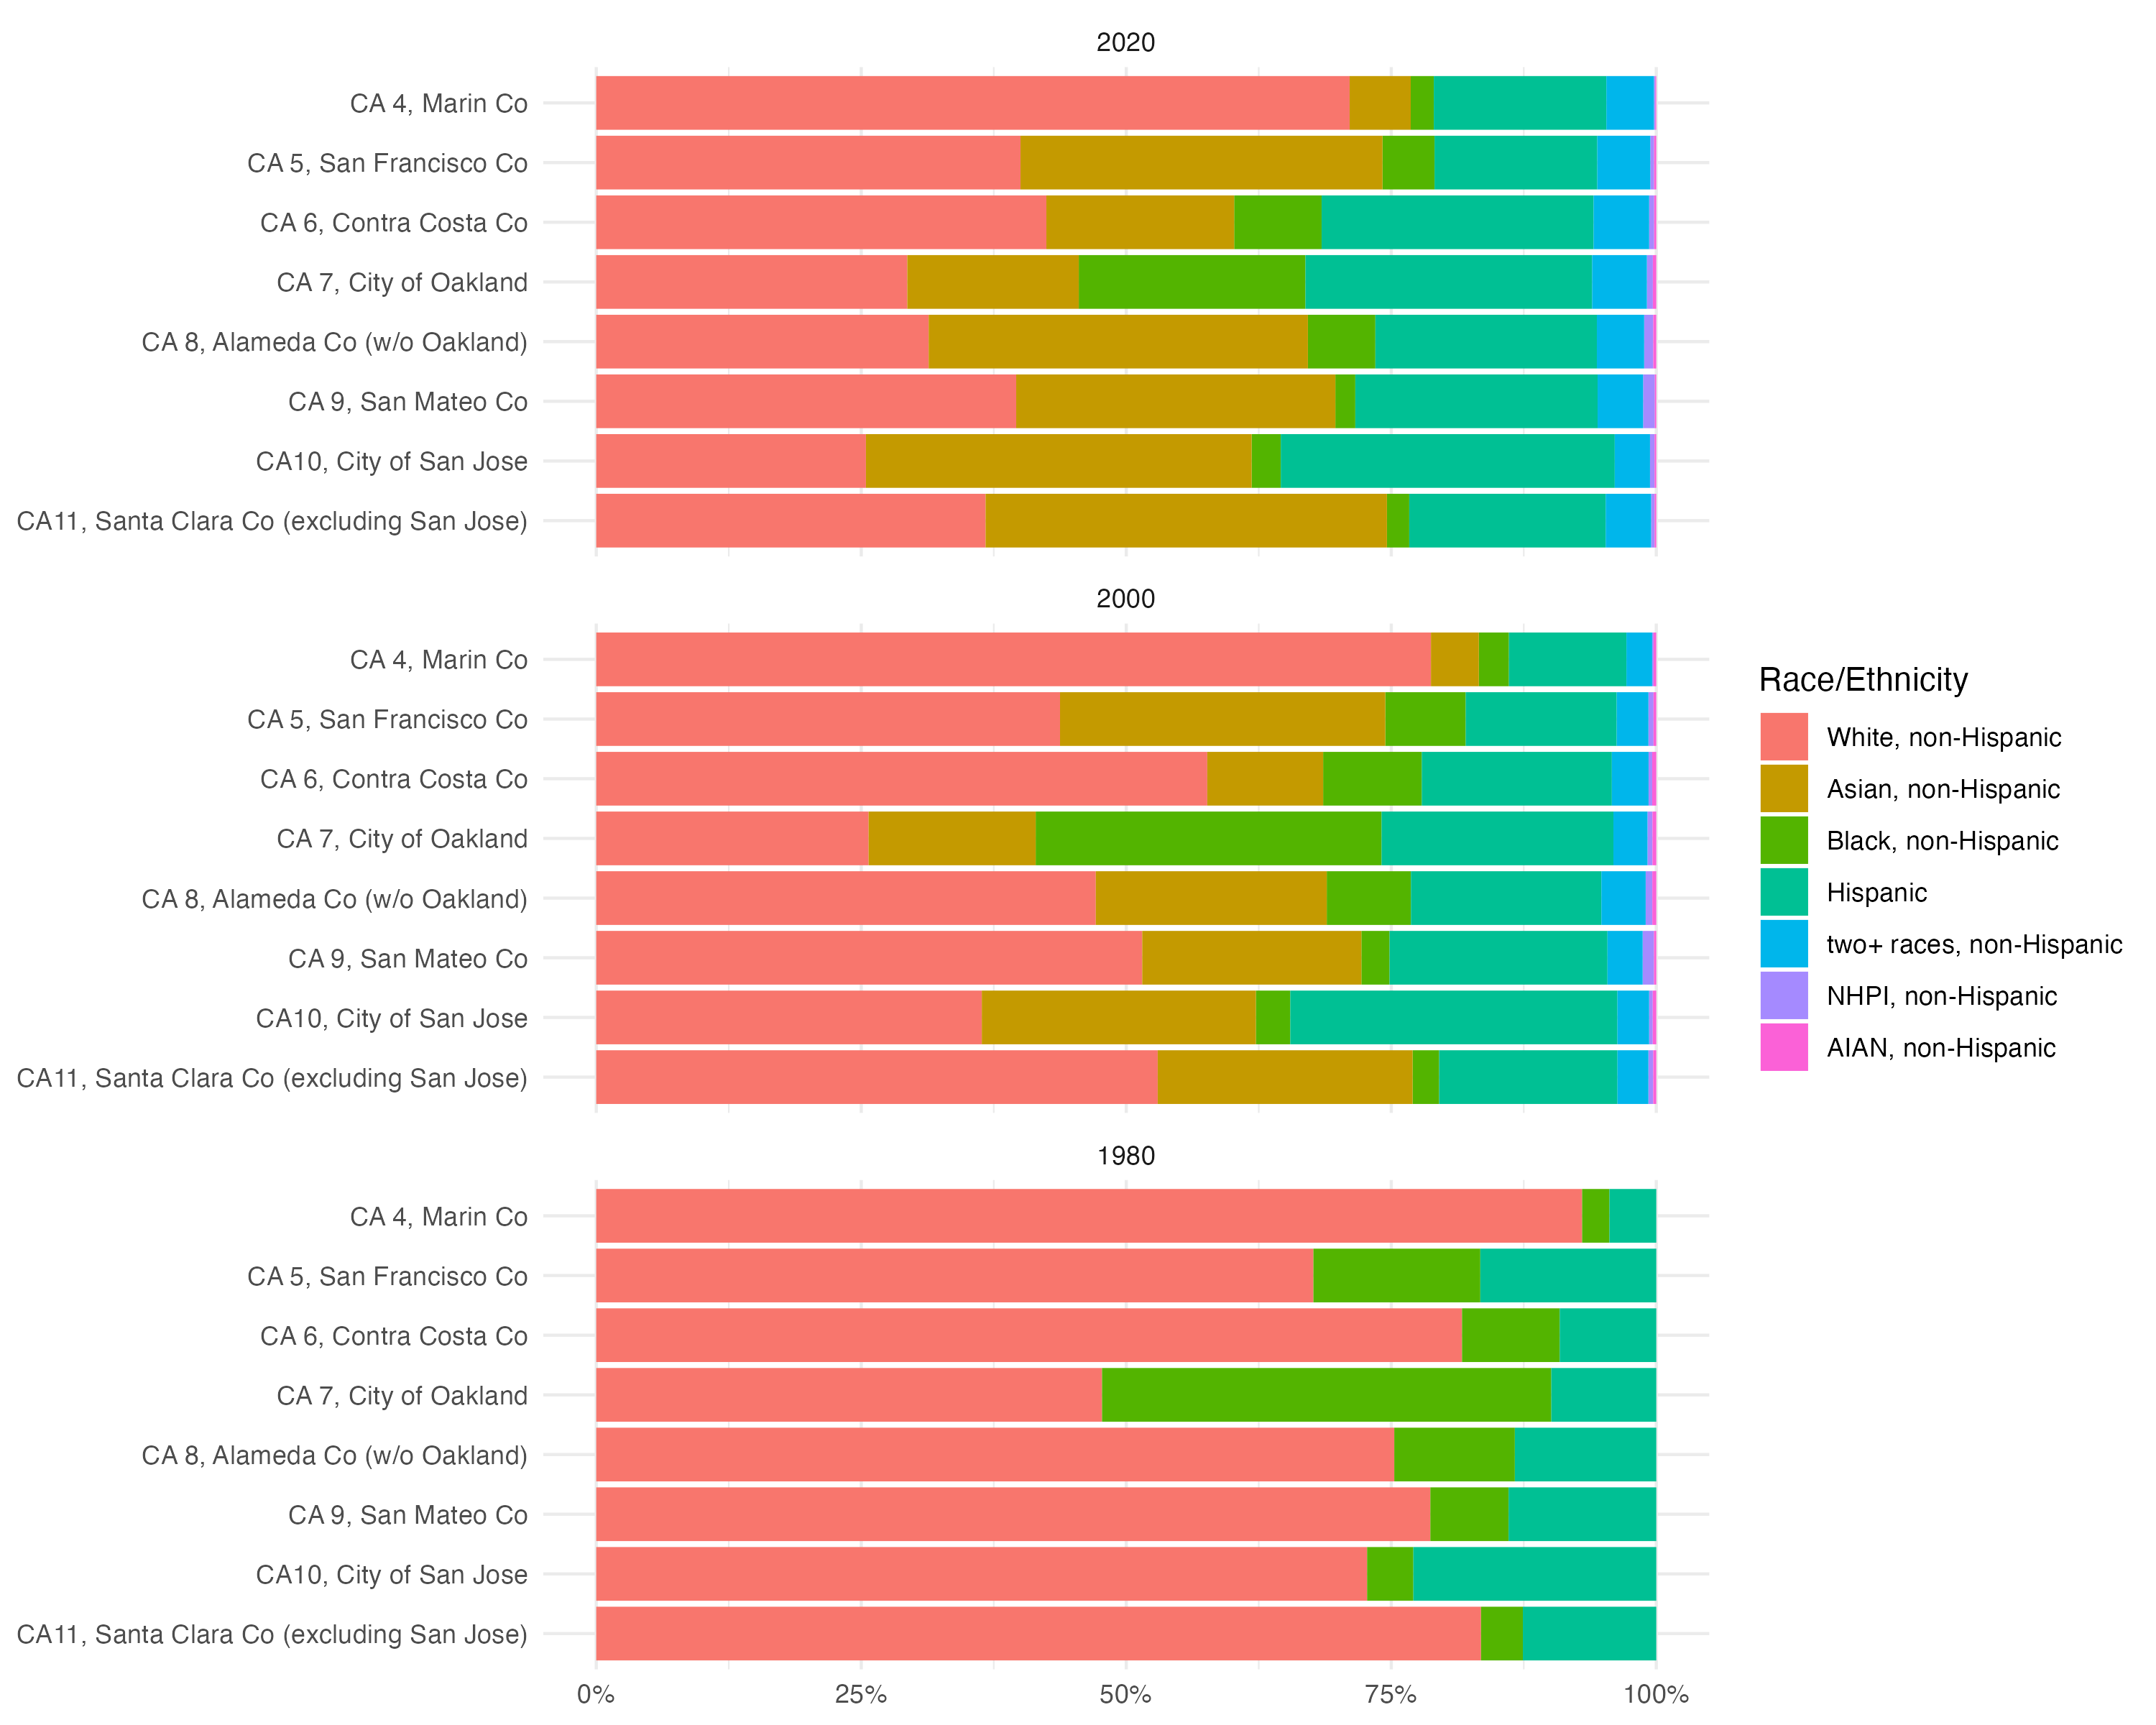 2020
CA 4, Marin Co
CA 5, San Francisco Co
CA 6, Contra Costa Co
CA 7, City of Oakland
CA 8, Alameda Co (w/o Oakland)
CA 9, San Mateo Co
CA10, City of San Jose
CA11, Santa Clara Co (excluding San Jose)
2000
CA 4, Marin Co
CA 5, San Francisco Co
CA 6, Contra Costa Co
CA 7, City of Oakland
CA 8, Alameda Co (w/o Oakland)
CA 9, San Mateo Co
CA10, City of San Jose
CA11, Santa Clara Co (excluding San Jose)
1980
CA 4, Marin Co
CA 5, San Francisco Co
CA 6, Contra Costa Co
CA 7, City of Oakland
CA 8, Alameda Co (w/o Oakland)
CA 9, San Mateo Co
CA10, City of San Jose
CA11, Santa Clara Co (excluding San Jose)
0% 25% 50% 75% 100%
Race/Ethnicity
White, non-Hispanic
Asian, non-Hispanic
Black, non-Hispanic
Hispanic
two+ races, non-Hispanic
NHPI, non-Hispanic
AIAN, non-Hispanic